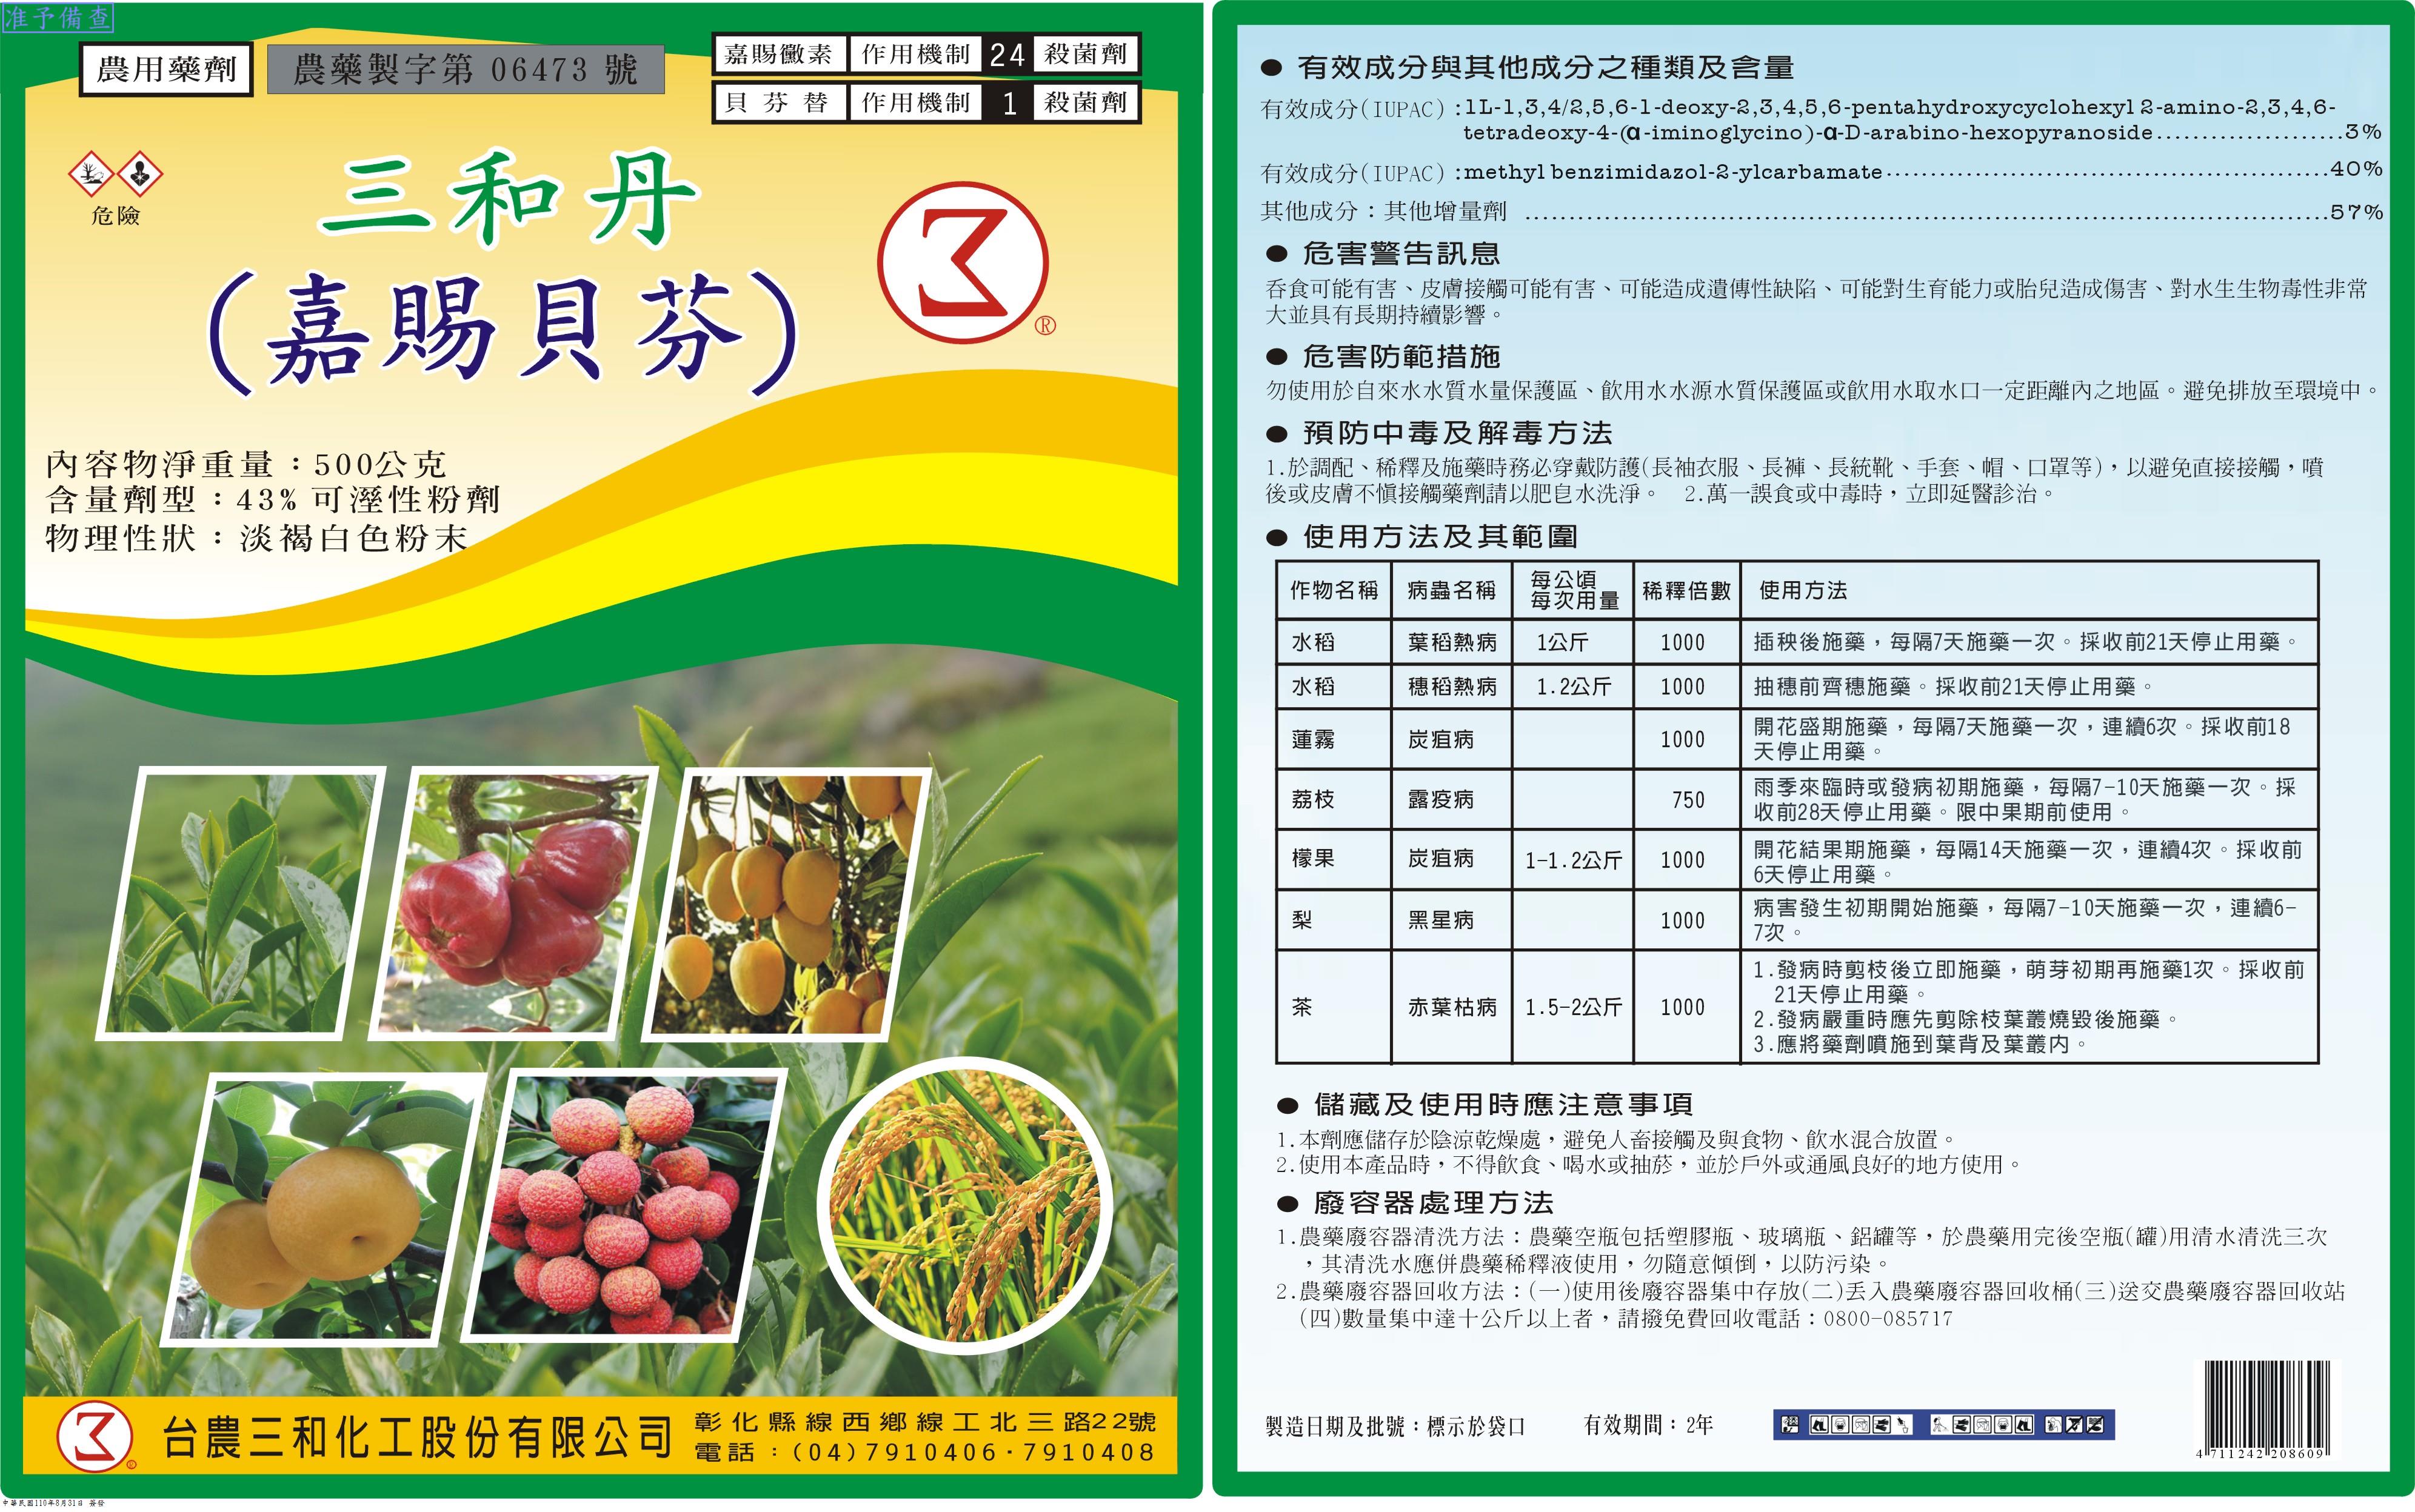 准予備查
農用藥劑
農藥製字第 06473 號
嘉賜黴素 作用機制 24 殺菌劑
貝芬替 作用機制 1 殺菌劑
危險
三和丹
(嘉賜貝芬)
®
內容物淨重量：500公克
含量劑型：43% 可溼性粉劑
物理性狀：淡褐白色粉末
®
台農三和化工股份有限公司
彰化縣線西鄉線工北三路22號
電話：(04)7910406·7910408
中華民國110年8月31日 簽發
● 有效成分與其他成分之種類及含量
有效成分(IUPAC)：1L-1,3,4/2,5,6-1-deoxy-2,3,4,5,6-pentahydroxycyclohexyl 2-amino-2,3,4,6-
tetradeoxy-4-(α-iminoglycino)-α-D-arabino-hexopyranoside.....................3%
有效成分(IUPAC)：methyl benzimidazol-2-ylcarbamate.................................................40%
其他成分：其他增量劑 .........................................................................................57%
● 危害警告訊息
吞食可能有害、皮膚接觸可能有害、可能造成遺傳性缺陷、可能對生育能力或胎兒造成傷害、對水生生物毒性非常
大並具有長期持續影響。
● 危害防範措施
勿使用於自來水水質水量保護區、飲用水水源水質保護區或飲用水取水口一定距離內之地區。避免排放至環境中。
● 預防中毒及解毒方法
1.於調配、稀釋及施藥時務必穿戴防護(長袖衣服、長褲、長統靴、手套、帽、口罩等)，以避免直接接觸，噴
後或皮膚不慎接觸藥劑請以肥皂水洗淨。 2.萬一誤食或中毒時，立即延醫診治。
● 使用方法及其範圍
作物名稱 病蟲名稱 每公頃每次用量 稀釋倍數 使用方法
水稻 葉稻熱病 1公斤 1000 插秧後施藥，每隔7天施藥一次。採收前21天停止用藥。
水稻 穗稻熱病 1.2公斤 1000 抽穗前齊穗施藥。採收前21天停止用藥。
蓮霧 炭疽病 1000 開花盛期施藥，每隔7天施藥一次，連續6次。採收前18
天停止用藥。
荔枝 露疫病 750 雨季來臨時或發病初期施藥，每隔7-10天施藥一次。採
收前28天停止用藥。限中果期前使用。
檬果 炭疽病 1-1.2公斤 1000 開花結果期施藥，每隔14天施藥一次，連續4次。採收前
6天停止用藥。
梨 黑星病 1000 病害發生初期開始施藥，每隔7-10天施藥一次，連續6-
7次。
茶 赤葉枯病 1.5-2公斤 1000 1.發病時剪枝後立即施藥，萌芽初期再施藥1次。採收前
21天停止用藥。
2.發病嚴重時應先剪除枝葉叢燒毀後施藥。
3.應將藥劑噴施到葉背及葉叢内。
● 儲藏及使用時應注意事項
1.本劑應儲存於陰涼乾燥處，避免人畜接觸及與食物、飲水混合放置。
2.使用本產品時，不得飲食、喝水或抽菸，並於戶外或通風良好的地方使用。
● 廢容器處理方法
1.農藥廢容器清洗方法：農藥空瓶包括塑膠瓶、玻璃瓶、鋁罐等，於農藥用完後空瓶(罐)用清水清洗三次
，其清洗水應併農藥稀釋液使用，勿隨意傾倒，以防污染。
2.農藥廢容器回收方法：(一)使用後廢容器集中存放(二)丟入農藥廢容器回收桶(三)送交農藥廢容器回收站
(四)數量集中達十公斤以上者，請撥免費回收電話：0800-085717
製造日期及批號：標示於袋口 有效期間：2年
4 711242 208609